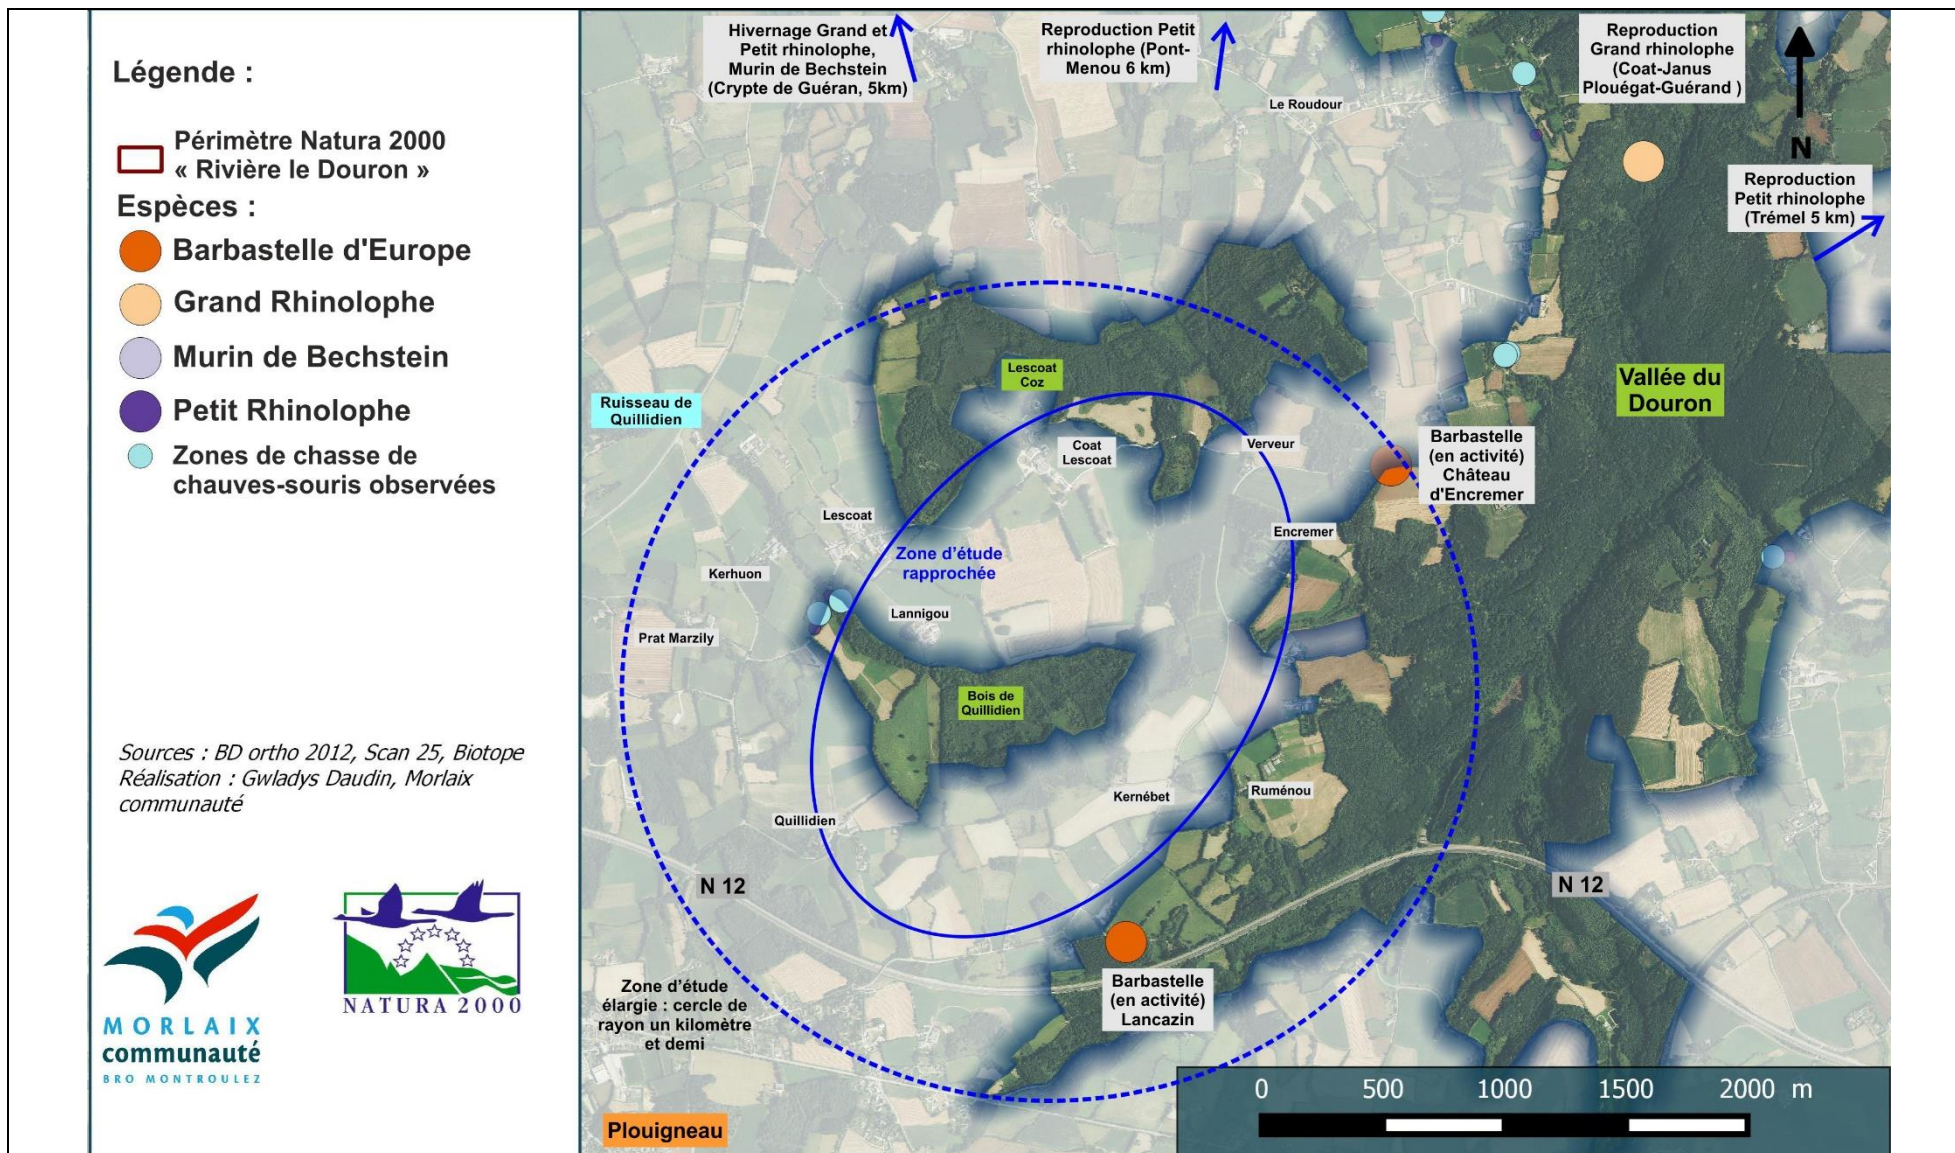 Légende :
Périmètre Natura 2000
« Rivière le Douron »
Espèces :
Barbastelle d'Europe
Grand Rhinolophe
Murin de Bechstein
Petit Rhinolophe
Zones de chasse de
chauves-souris observées
Sources : BD ortho 2012, Scan 25, Biotope
Réalisation : Gwladys Daudin, Morlaix
communauté
MORLAIX
communauté
BRO MONTROULEZ
NATURA 2000
Hivernage Grand et
Petit rhinolophe,
Murin de Bechstein
(Crypte de Guéran, 5km)
Reproduction Petit
rhinolophe (Pont-
Menou 6 km)
Reproduction
Grand rhinolophe
(Coat-Janus
Plouégat-Guérand )
N
Le Roudour
Reproduction
Petit rhinolophe
(Trémel 5 km)
Lescoat
Coz
Vallée du
Douron
Ruisseau de
Quillidien
Coat
Lescoat
Verveur
Barbastelle
(en activité)
Château
d'Encremer
Lescoat
Encremer
Zone d'étude
rapprochée
Kerhuon
Lannigou
Prat Marzily
Bois de
Quillidien
Kernébet
Ruménou
Quillidien
N 12
N 12
Zone d'étude
élargie : cercle de
rayon un kilomètre
et demi
Barbastelle
(en activité)
Lancazin
Plouigneau
0 500 1000 1500 2000 m